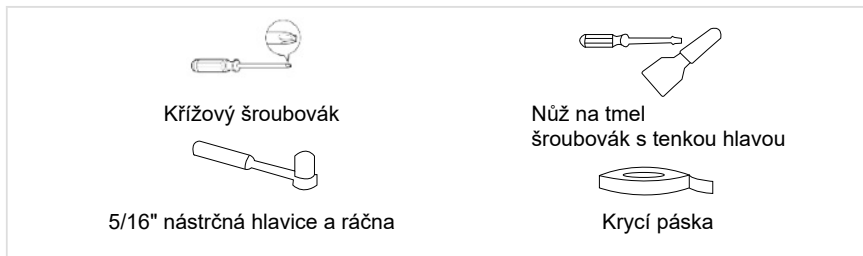 Křížový šroubovák
Nůž na tmel
šroubovák s tenkou hlavou
5/16" nástrčná hlavice a ráčna
Krycí páska